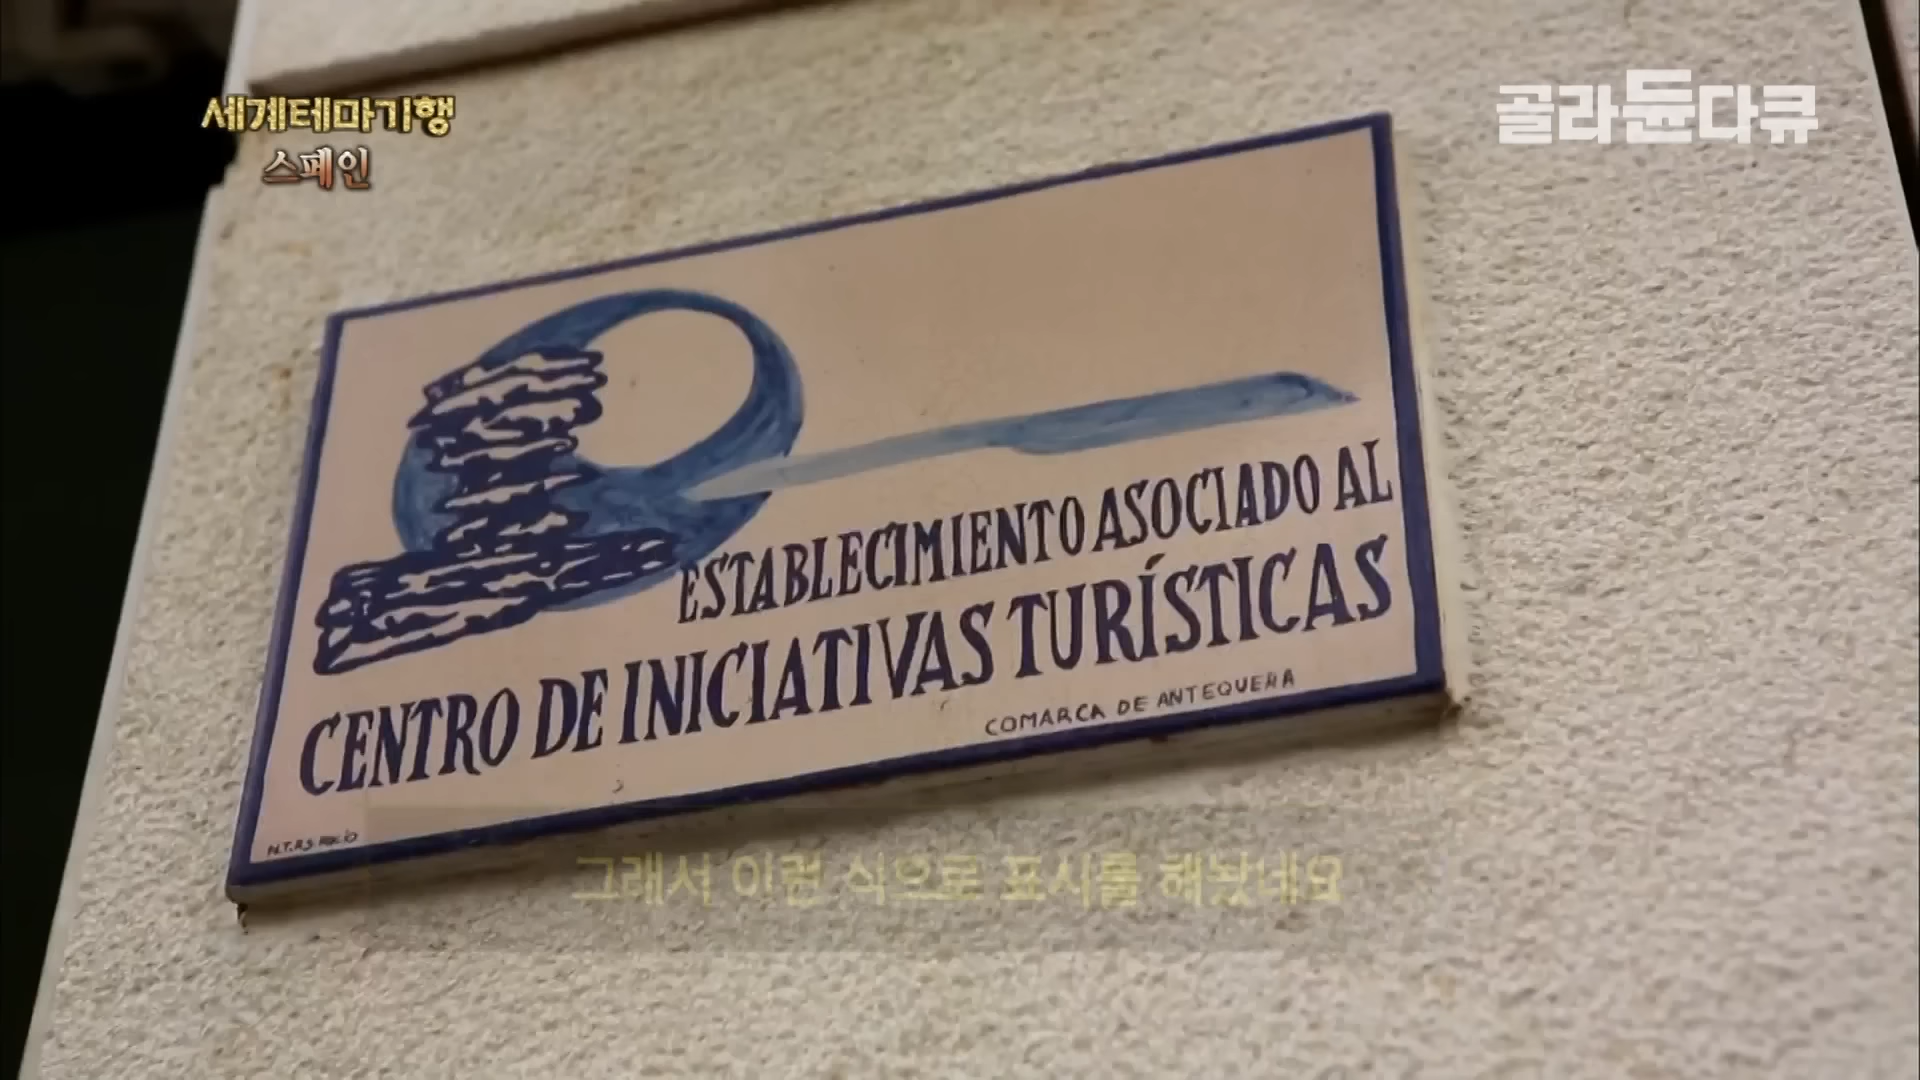 세계테마기행
스페인
골라둔다큐
ESTABLECIMIENTO ASOCIADO AL
CENTRO DE INICIATIVAS TURÍSTICAS
COMARCA DE ANTEQUERA
그래서 이런 식으로 표시를 해놨네요